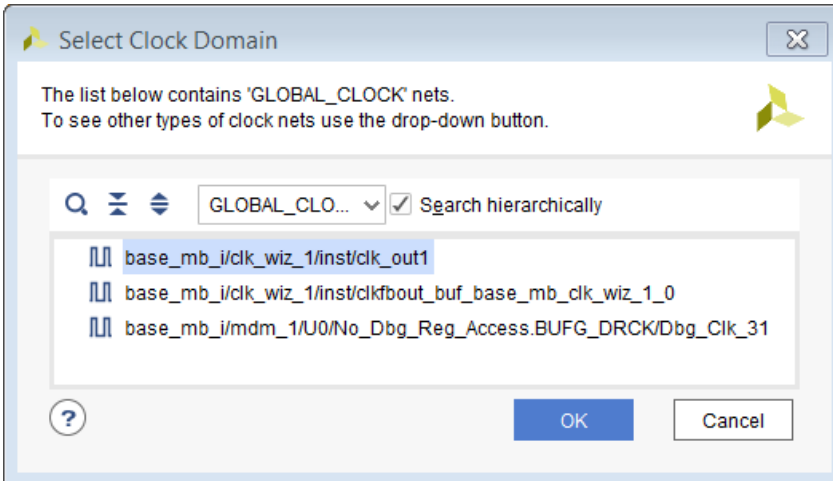 Select Clock Domain
The list below contains 'GLOBAL_CLOCK' nets.
To see other types of clock nets use the drop-down button.
GLOBAL_CLO... Search hierarchically
base_mb_i/clk_wiz_1/inst/clk_out1
base_mb_i/clk_wiz_1/inst/clkfbout_buf_base_mb_clk_wiz_1_0
base_mb_i/mdm_1/U0/No_Dbg_Reg_Access.BUFG_DRCK/Dbg_Clk_31
? OK Cancel